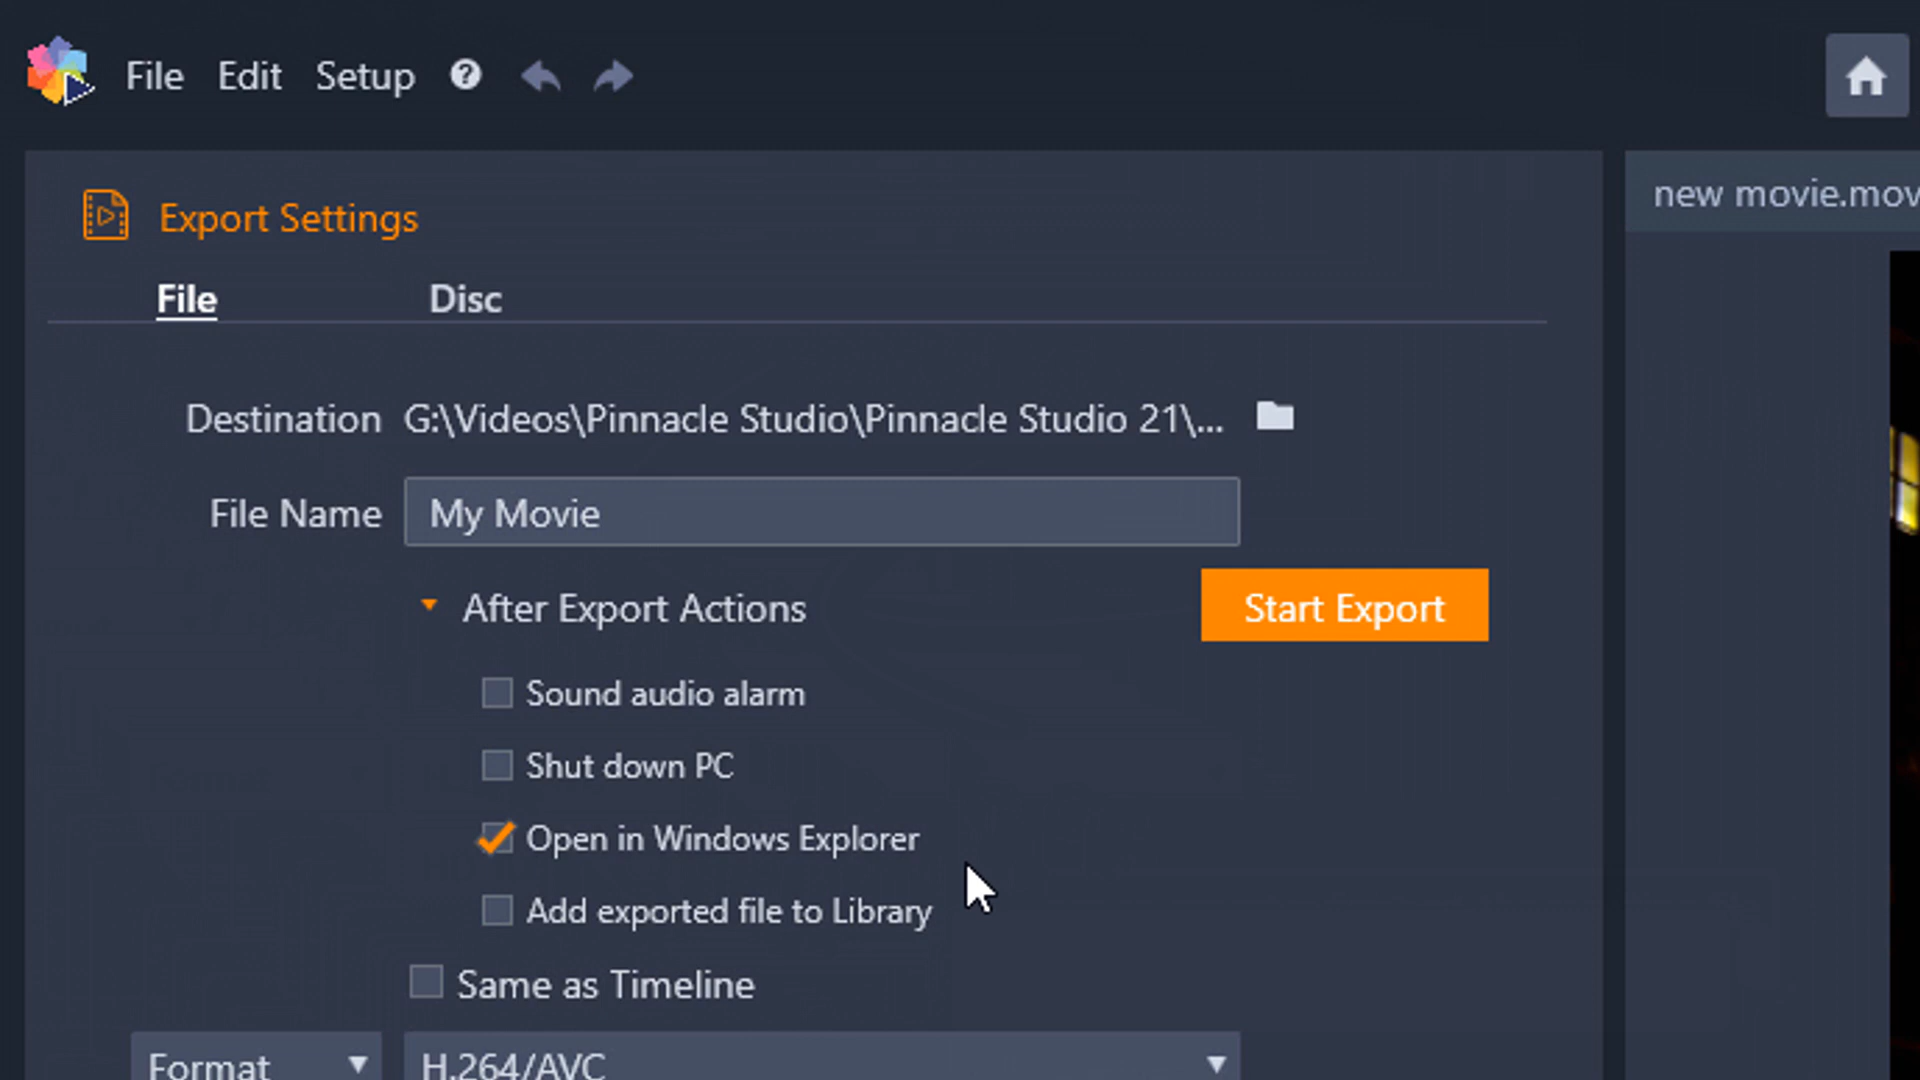 File Edit Setup ?
Export Settings
new movie.mov
File Disc
Destination G:\Videos\Pinnacle Studio\Pinnacle Studio 21\...
File Name My Movie
After Export Actions Start Export
Sound audio alarm
Shut down PC
Open in Windows Explorer
Add exported file to Library
Same as Timeline
Format H.264/AVC